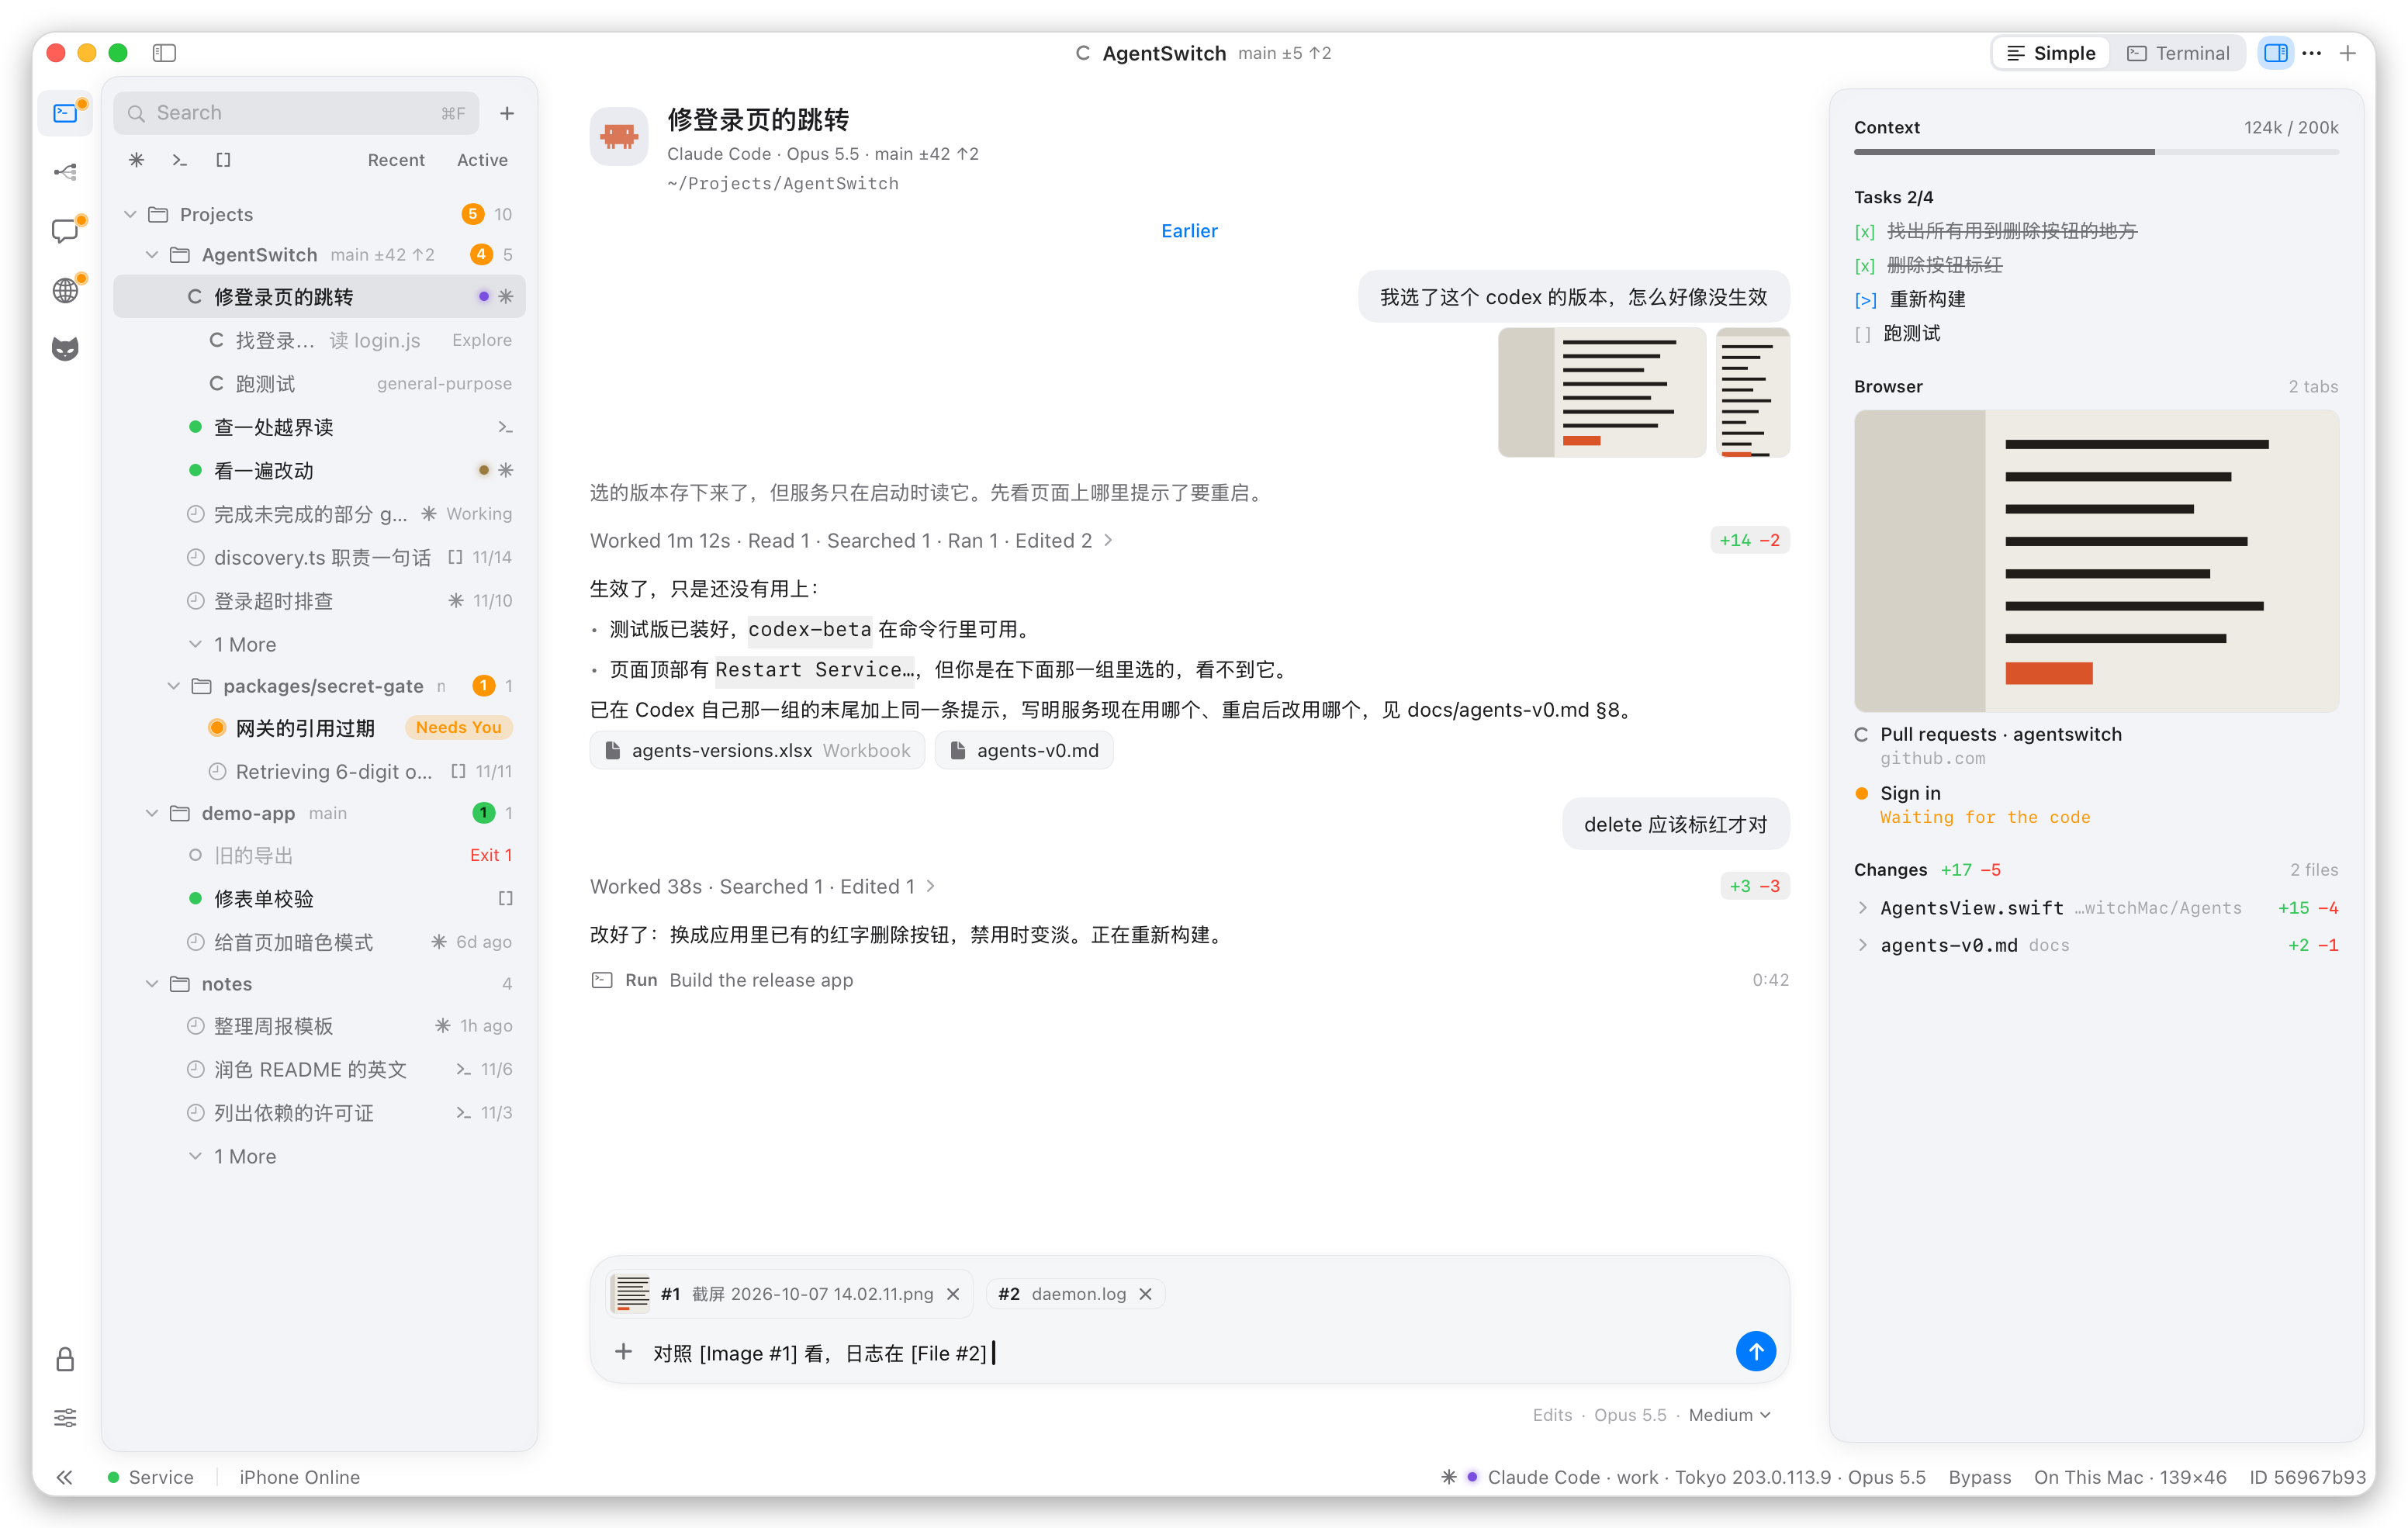 AgentSwitch main ±5 ↑2
Simple
Terminal
Search ⌘F
Recent Active
Projects 5 10
AgentSwitch main ±42 ↑2 4 5
修登录页的跳转
找登录… 读 login.js Explore
跑测试 general-purpose
查一处越界读
看一遍改动
完成未完成的部分 g… Working
discovery.ts 职责一句话 11/14
登录超时排查 11/10
1 More
packages/secret-gate 1 1
网关的引用过期 Needs You
Retrieving 6-digit o… 11/11
demo-app main 1 1
旧的导出 Exit 1
修表单校验
给首页加暗色模式 6d ago
notes 4
整理周报模板 1h ago
润色 README 的英文 11/6
列出依赖的许可证 11/3
1 More
Service
iPhone Online
修登录页的跳转
Claude Code · Opus 5.5 · main ±42 ↑2
~/Projects/AgentSwitch
Earlier
我选了这个 codex 的版本，怎么好像没生效
选的版本存下来了，但服务只在启动时读它。先看页面上哪里提示了要重启。
Worked 1m 12s · Read 1 · Searched 1 · Ran 1 · Edited 2 +14 −2
生效了，只是还没有用上：
• 测试版已装好，codex-beta 在命令行里可用。
• 页面顶部有 Restart Service…，但你是在下面那一组里选的，看不到它。
已在 Codex 自己那一组的末尾加上同一条提示，写明服务现在用哪个、重启后改用哪个，见 docs/agents-v0.md §8。
agents-versions.xlsx Workbook
agents-v0.md
delete 应该标红才对
Worked 38s · Searched 1 · Edited 1 +3 −3
改好了：换成应用里已有的红字删除按钮，禁用时变淡。正在重新构建。
Run Build the release app 0:42
#1 截屏 2026-10-07 14.02.11.png
#2 daemon.log
对照 [Image #1] 看，日志在 [File #2]
Edits · Opus 5.5 · Medium
Context 124k / 200k
Tasks 2/4
[x] 找出所有用到删除按钮的地方
[x] 删除按钮标红
[>] 重新构建
[ ] 跑测试
Browser 2 tabs
Pull requests · agentswitch
github.com
Sign in
Waiting for the code
Changes +17 −5 2 files
AgentsView.swift …witchMac/Agents +15 −4
agents-v0.md docs +2 −1
Claude Code · work · Tokyo 203.0.113.9 · Opus 5.5 Bypass On This Mac · 139×46 ID 56967b93